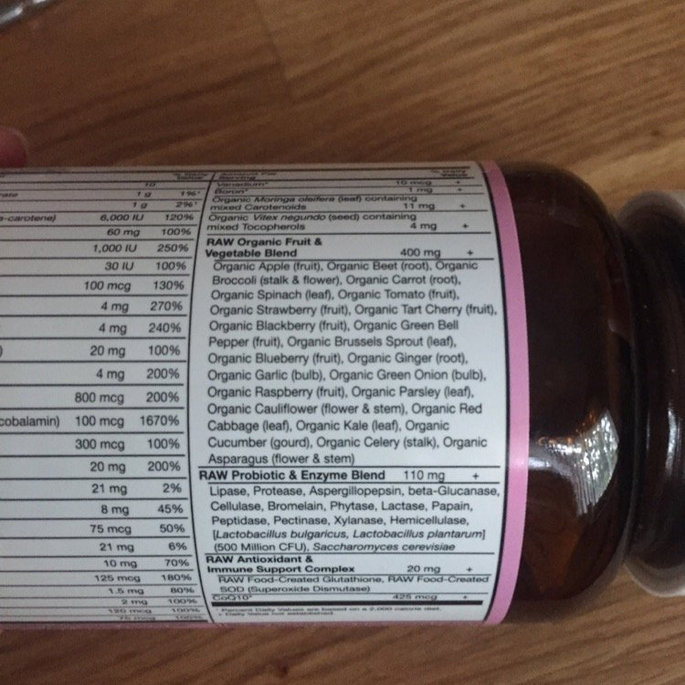 10
1 g 1%*
1 g 2%*
a-carotene) 6,000 IU 120%
60 mg 100%
1,000 IU 250%
30 IU 100%
100 mcg 130%
4 mg 270%
4 mg 240%
) 20 mg 100%
4 mg 200%
800 mcg 200%
cobalamin) 100 mcg 1670%
300 mcg 100%
20 mg 200%
21 mg 2%
8 mg 45%
75 mcg 50%
21 mg 6%
10 mg 70%
125 mcg 180%
1.5 mg 80%
2 mg 100%
120 mcg 100%
75 mcg 100%
Vanadium* 10 mcg +
Boron* 1 mg +
Organic Moringa oleifera (leaf) containing
mixed Carotenoids 11 mg +
Organic Vitex negundo (seed) containing
mixed Tocopherols 4 mg +
RAW Organic Fruit &
Vegetable Blend 400 mg +
Organic Apple (fruit), Organic Beet (root), Organic
Broccoli (stalk & flower), Organic Carrot (root),
Organic Spinach (leaf), Organic Tomato (fruit),
Organic Strawberry (fruit), Organic Tart Cherry (fruit),
Organic Blackberry (fruit), Organic Green Bell
Pepper (fruit), Organic Brussels Sprout (leaf),
Organic Blueberry (fruit), Organic Ginger (root),
Organic Garlic (bulb), Organic Green Onion (bulb),
Organic Raspberry (fruit), Organic Parsley (leaf),
Organic Cauliflower (flower & stem), Organic Red
Cabbage (leaf), Organic Kale (leaf), Organic
Cucumber (gourd), Organic Celery (stalk), Organic
Asparagus (flower & stem)
RAW Probiotic & Enzyme Blend 110 mg +
Lipase, Protease, Aspergillopepsin, beta-Glucanase,
Cellulase, Bromelain, Phytase, Lactase, Papain,
Peptidase, Pectinase, Xylanase, Hemicellulase,
[Lactobacillus bulgaricus, Lactobacillus plantarum]
(500 Million CFU), Saccharomyces cerevisiae
RAW Antioxidant &
Immune Support Complex 20 mg +
RAW Food-Created Glutathione, RAW Food-Created
SOD (Superoxide Dismutase)
CoQ10* 425 mcg +
* Percent Daily Values are based on a 2,000 calorie diet.
+ Daily Value not established.